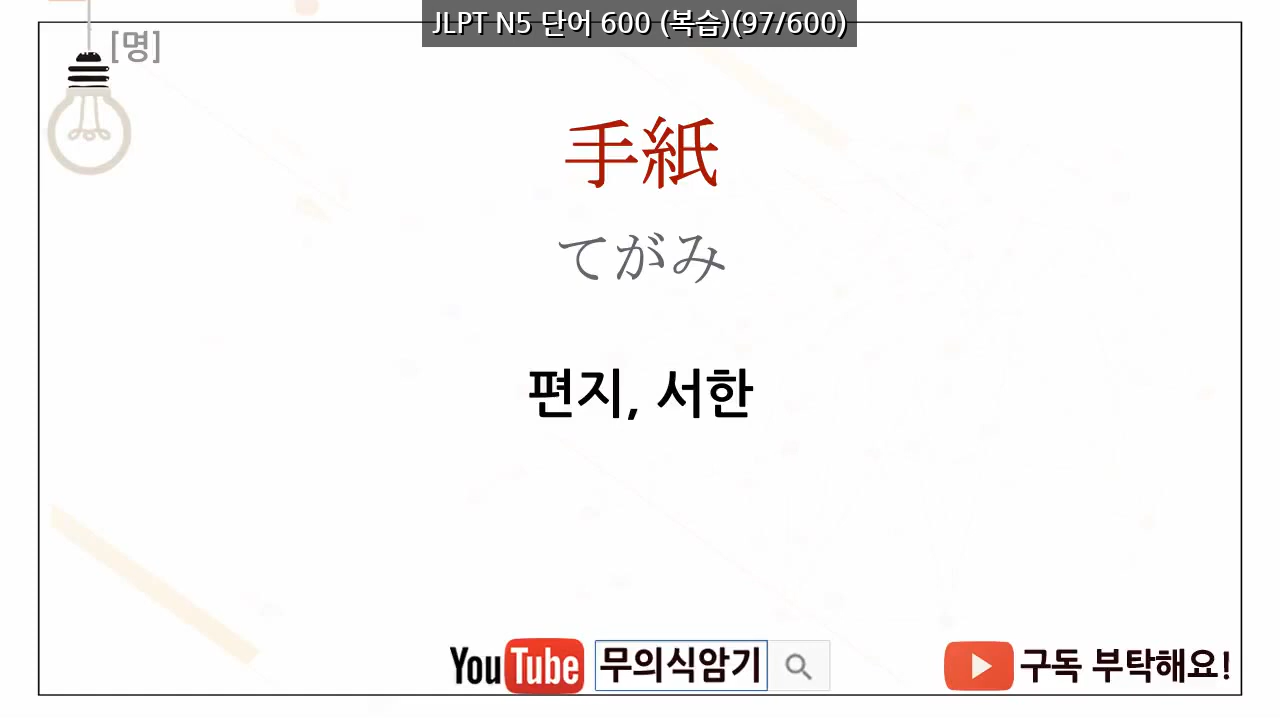 JLPT N5 단어 600 (복습)(97/600)
[명]
手紙
てがみ
편지, 서한
YouTube 무의식암기 구독 부탁해요!